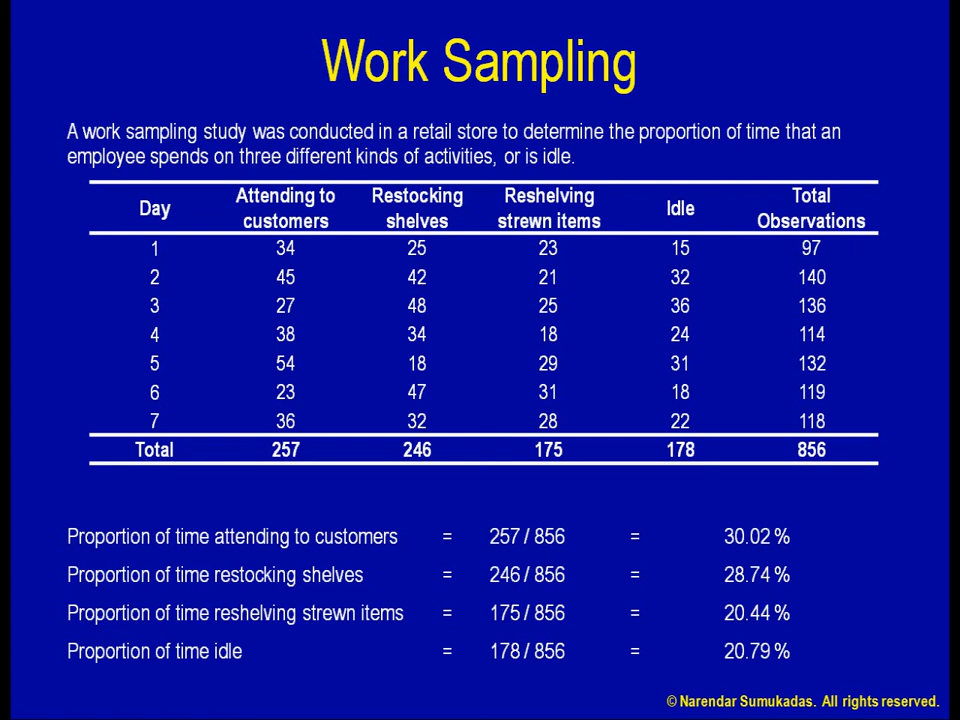 Work Sampling
A work sampling study was conducted in a retail store to determine the proportion of time that an
employee spends on three different kinds of activities, or is idle.
Day Attending to customers Restocking shelves Reshelving strewn items Idle Total Observations
1 34 25 23 15 97
2 45 42 21 32 140
3 27 48 25 36 136
4 38 34 18 24 114
5 54 18 29 31 132
6 23 47 31 18 119
7 36 32 28 22 118
Total 257 246 175 178 856
Proportion of time attending to customers = 257 / 856 = 30.02 %
Proportion of time restocking shelves = 246 / 856 = 28.74 %
Proportion of time reshelving strewn items = 175 / 856 = 20.44 %
Proportion of time idle = 178 / 856 = 20.79 %
© Narendar Sumukadas. All rights reserved.